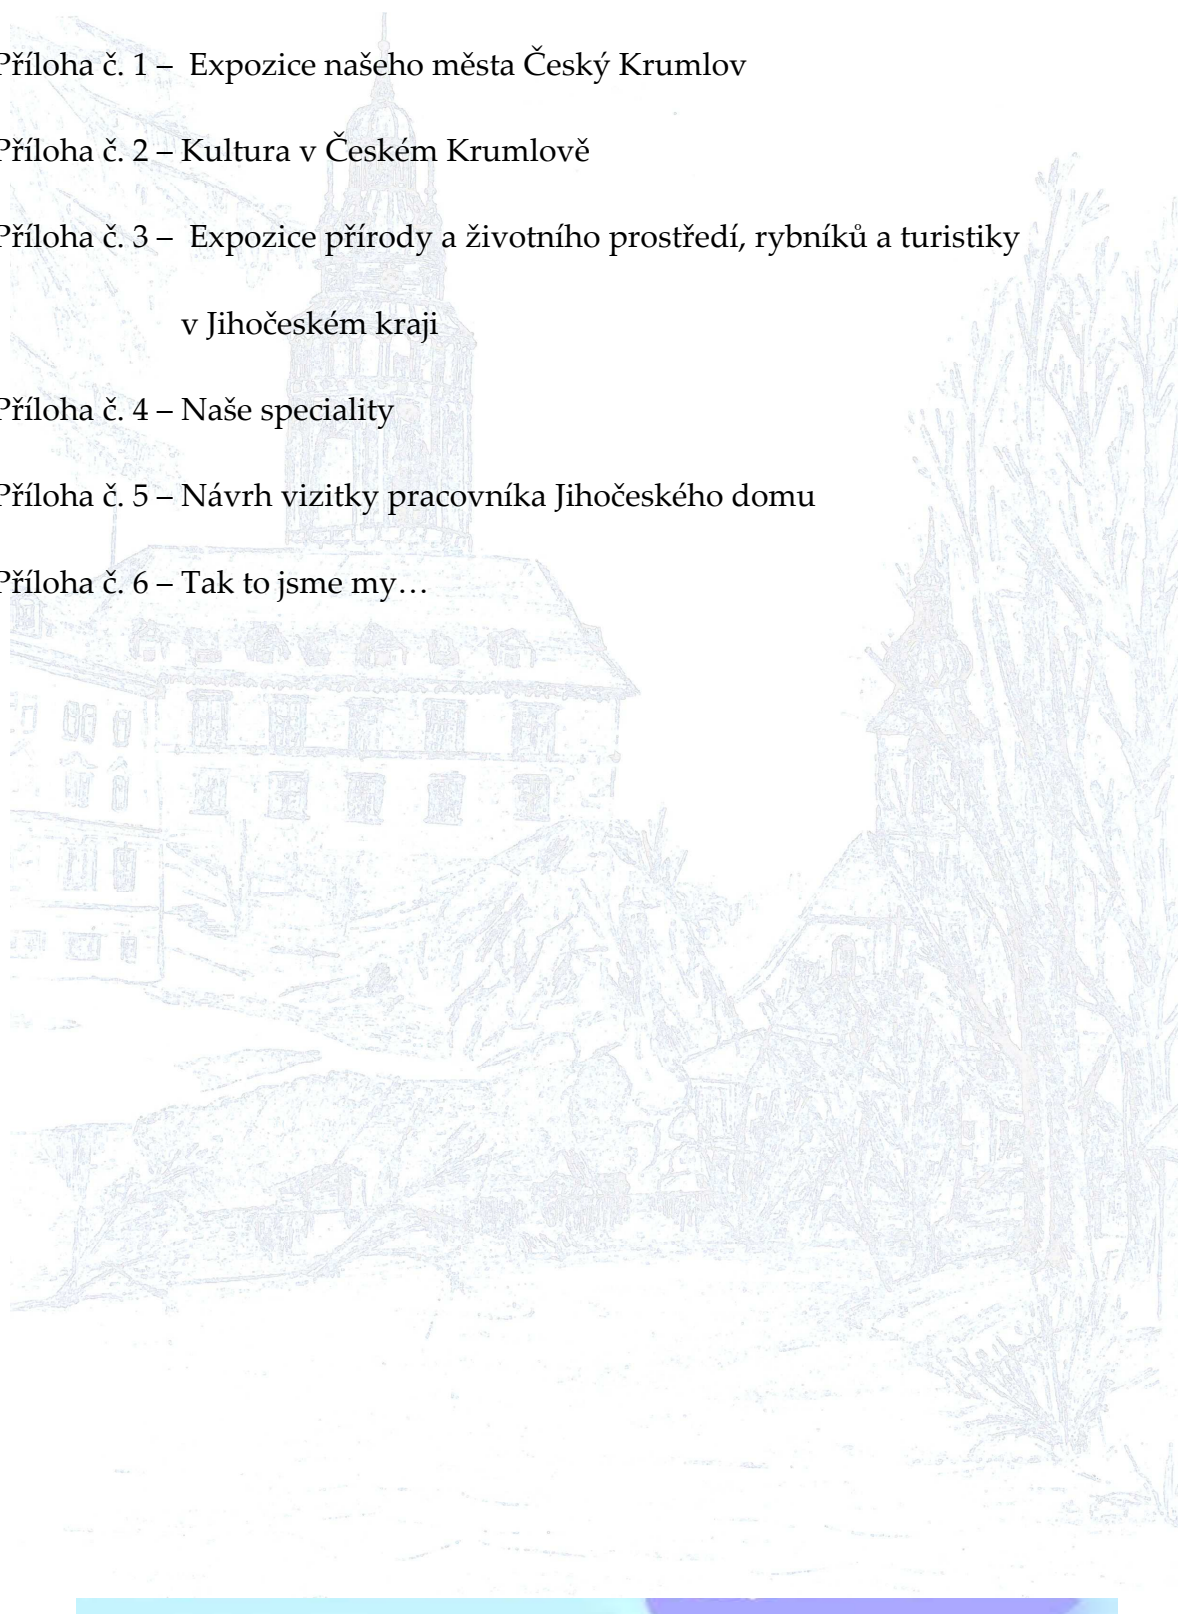 Příloha č. 1 – Expozice našeho města Český Krumlov
Příloha č. 2 – Kultura v Českém Krumlově
Příloha č. 3 – Expozice přírody a životního prostředí, rybníků a turistiky
v Jihočeském kraji
Příloha č. 4 – Naše speciality
Příloha č. 5 – Návrh vizitky pracovníka Jihočeského domu
Příloha č. 6 – Tak to jsme my…